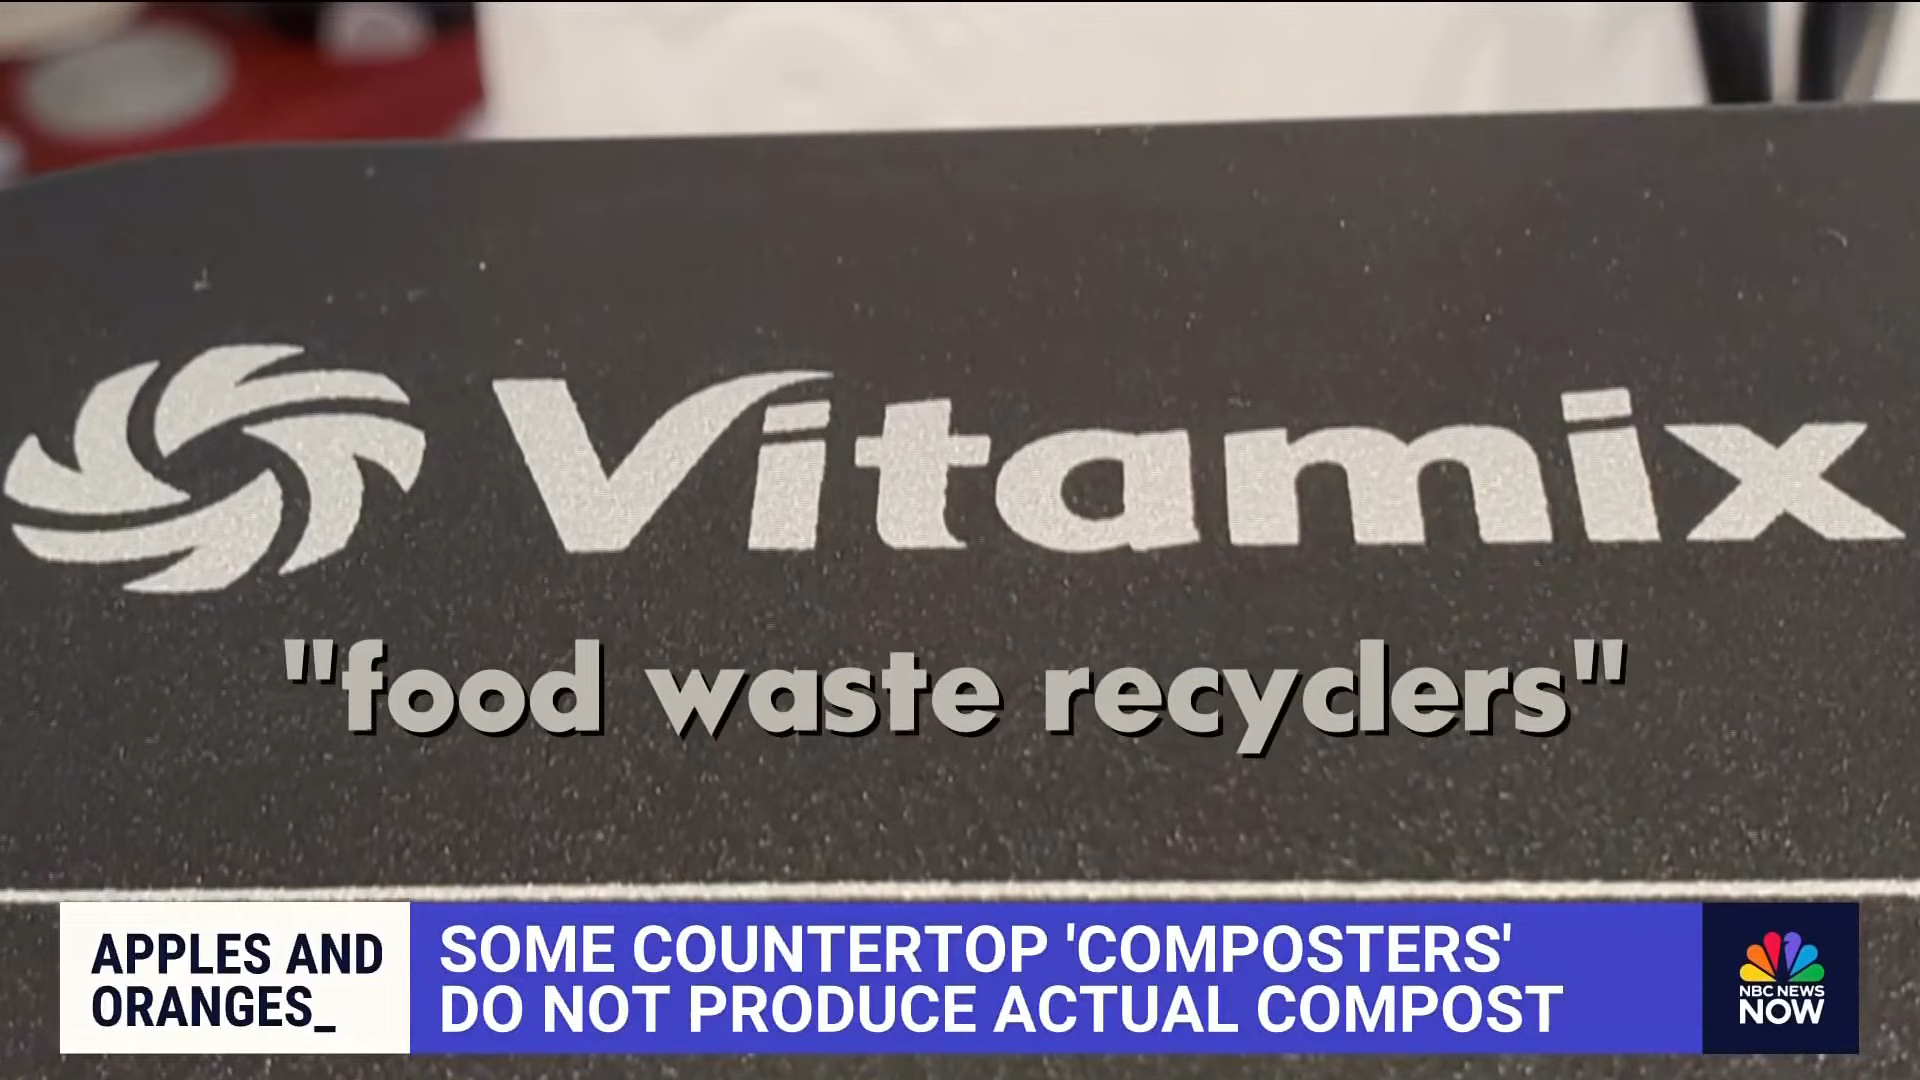 Vitamix
"food waste recyclers"
APPLES AND
ORANGES_
SOME COUNTERTOP 'COMPOSTERS'
DO NOT PRODUCE ACTUAL COMPOST
NBC NEWS
NOW